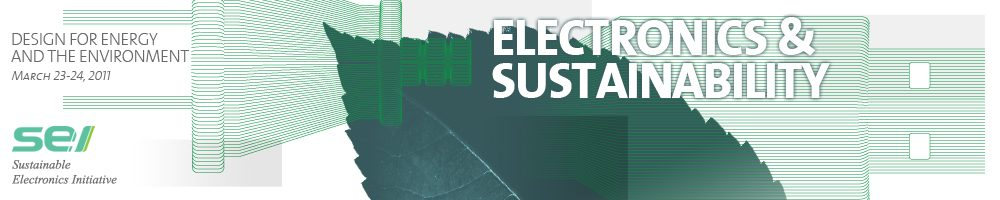 DESIGN FOR ENERGY
AND THE ENVIRONMENT
MARCH 23-24, 2011
ELECTRONICS &
SUSTAINABILITY
sei
Sustainable
Electronics Initiative